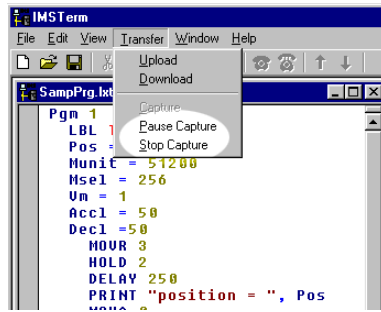 IMSTerm
File Edit View Transfer Window Help
Upload
Download
Capture
Pause Capture
Stop Capture
SampPrg.lxt
Pgm 1
LBL
Pos =
Munit = 51200
Msel = 256
Vm = 1
Accl = 50
Decl =50
MOVR 3
HOLD 2
DELAY 250
PRINT "position = ", Pos